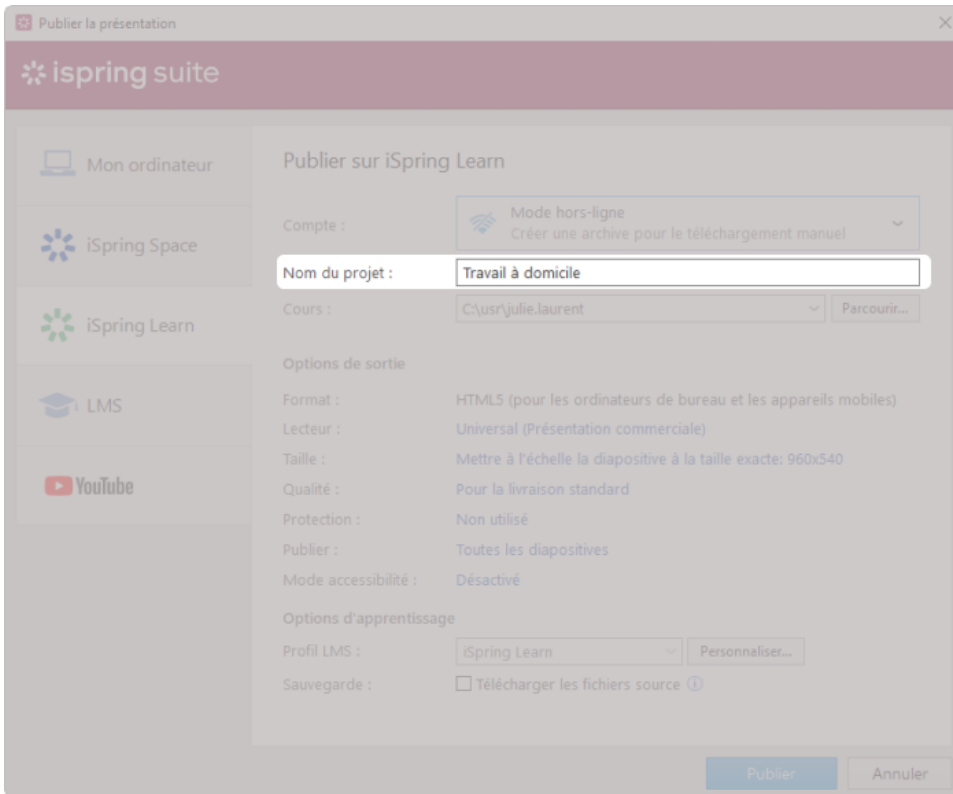 Publier la présentation
ispring suite
Mon ordinateur
iSpring Space
iSpring Learn
LMS
YouTube
Publier sur iSpring Learn
Compte :
Mode hors-ligne
Créer une archive pour le téléchargement manuel
Nom du projet : Travail à domicile
Cours : C:\usr\julie.laurent Parcourir...
Options de sortie
Format : HTML5 (pour les ordinateurs de bureau et les appareils mobiles)
Lecteur : Universal (Présentation commerciale)
Taille : Mettre à l'échelle la diapositive à la taille exacte: 960x540
Qualité : Pour la livraison standard
Protection : Non utilisé
Publier : Toutes les diapositives
Mode accessibilité : Désactivé
Options d'apprentissage
Profil LMS : iSpring Learn Personnaliser...
Sauvegarde : Télécharger les fichiers source
Publier Annuler